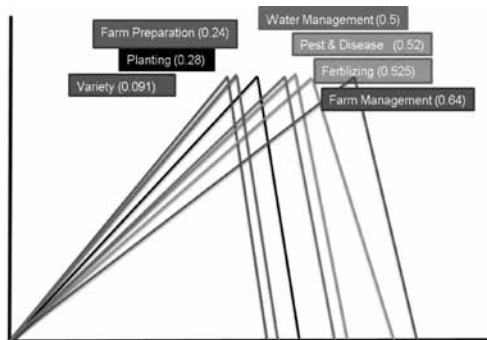 Farm Preparation (0.24)
Water Management (0.5)
Planting (0.28)
Pest & Disease (0.52)
Variety (0.091)
Fertilizing (0.525)
Farm Management (0.64)